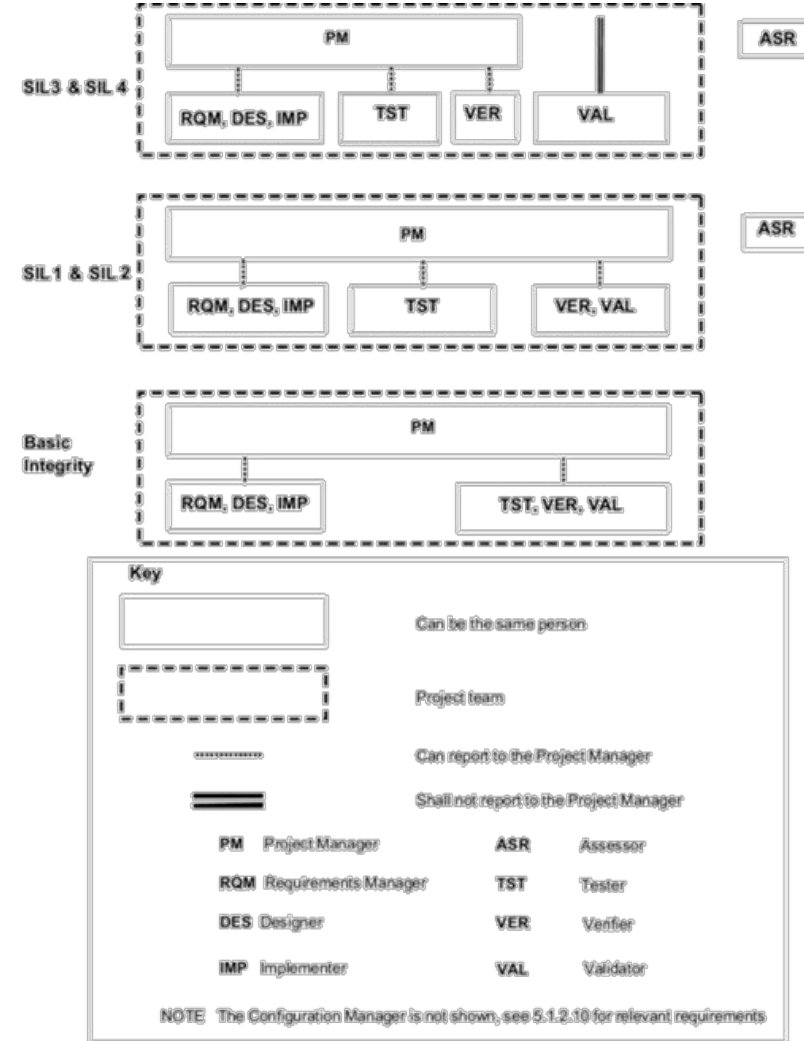 PM
ASR
SIL3 & SIL 4
RQM, DES, IMP
TST
VER
VAL
PM
ASR
SIL1 & SIL 2
RQM, DES, IMP
TST
VER, VAL
PM
Basic
Integrity
RQM, DES, IMP
TST, VER, VAL
Key
Can be the same person
Project team
Can report to the Project Manager
Shall not report to the Project Manager
PM Project Manager ASR Assessor
RQM Requirements Manager TST Tester
DES Designer VER Verifier
IMP Implementer VAL Validator
NOTE The Configuration Manager is not shown, see 5.1.2.10 for relevant requirements